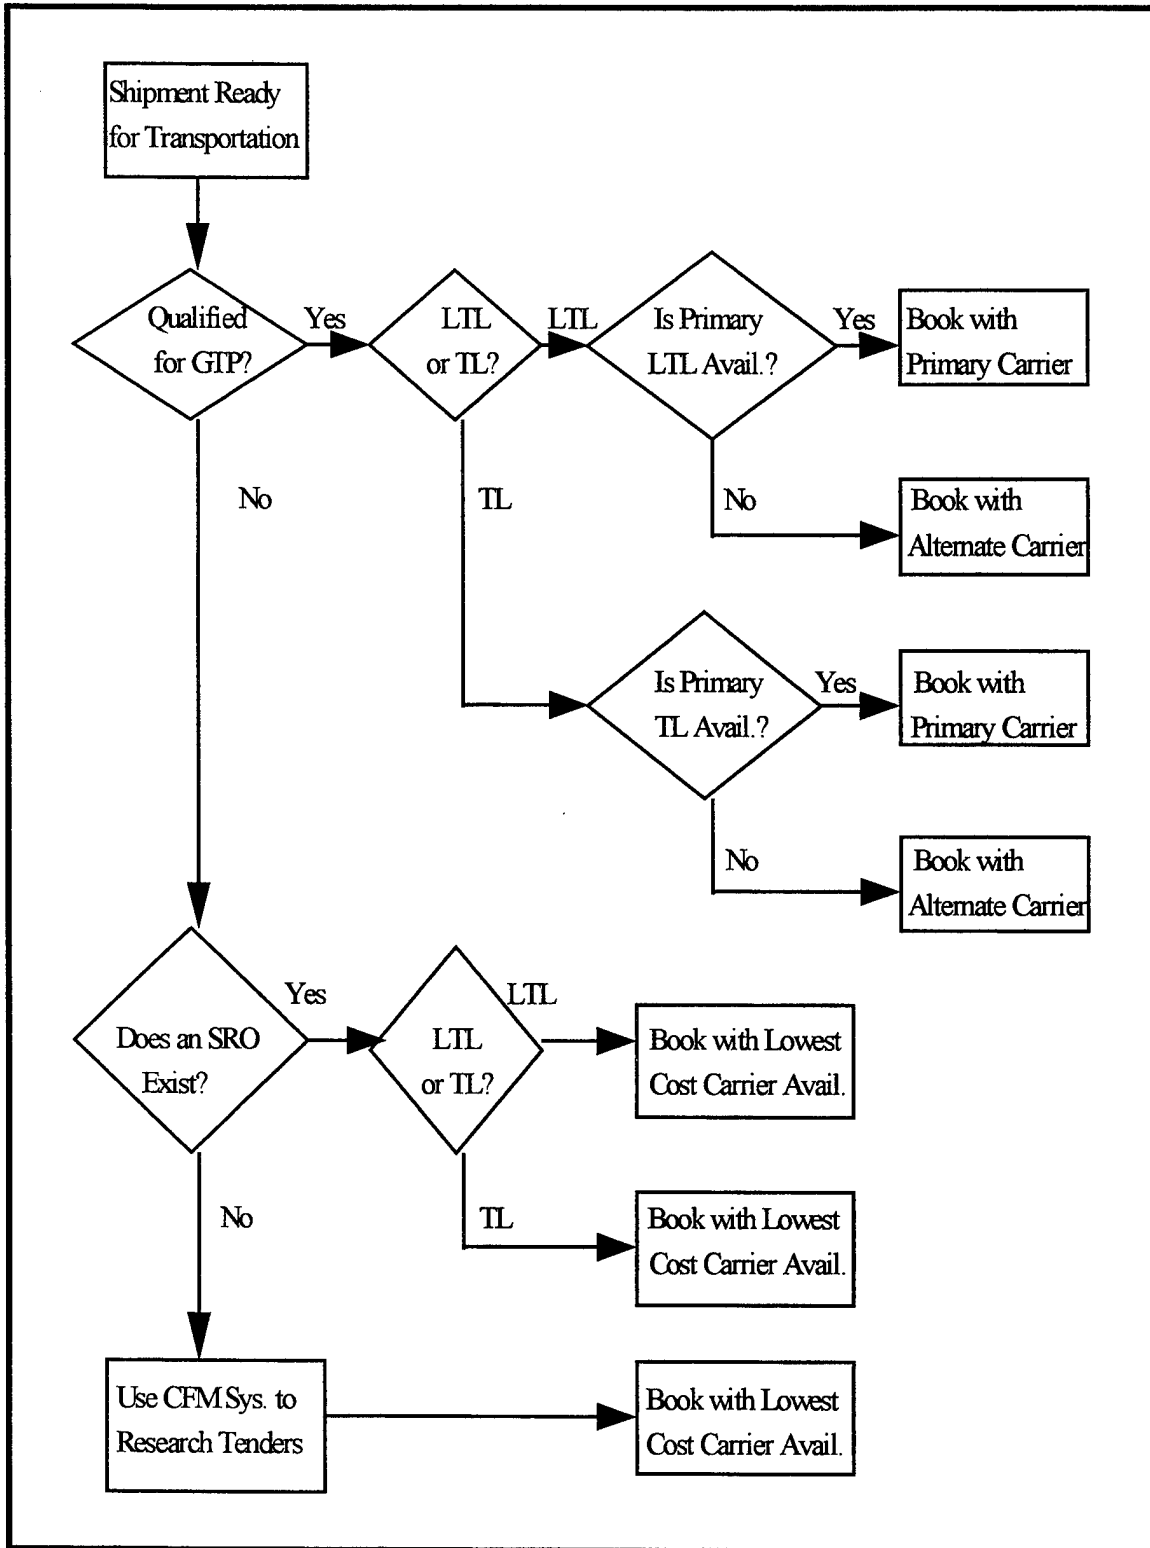 Shipment Ready
for Transportation
Qualified
for GTP?
Yes
LTL
or TL?
LTL
Is Primary
LTL Avail.?
Yes
Book with
Primary Carrier
No
TL
No
Book with
Alternate Carrier
Is Primary
TL Avail.?
Yes
Book with
Primary Carrier
No
Book with
Alternate Carrier
Does an SRO
Exist?
Yes
LTL
or TL?
LTL
Book with Lowest
Cost Carrier Avail.
No
TL
Book with Lowest
Cost Carrier Avail.
Use CFM Sys. to
Research Tenders
Book with Lowest
Cost Carrier Avail.